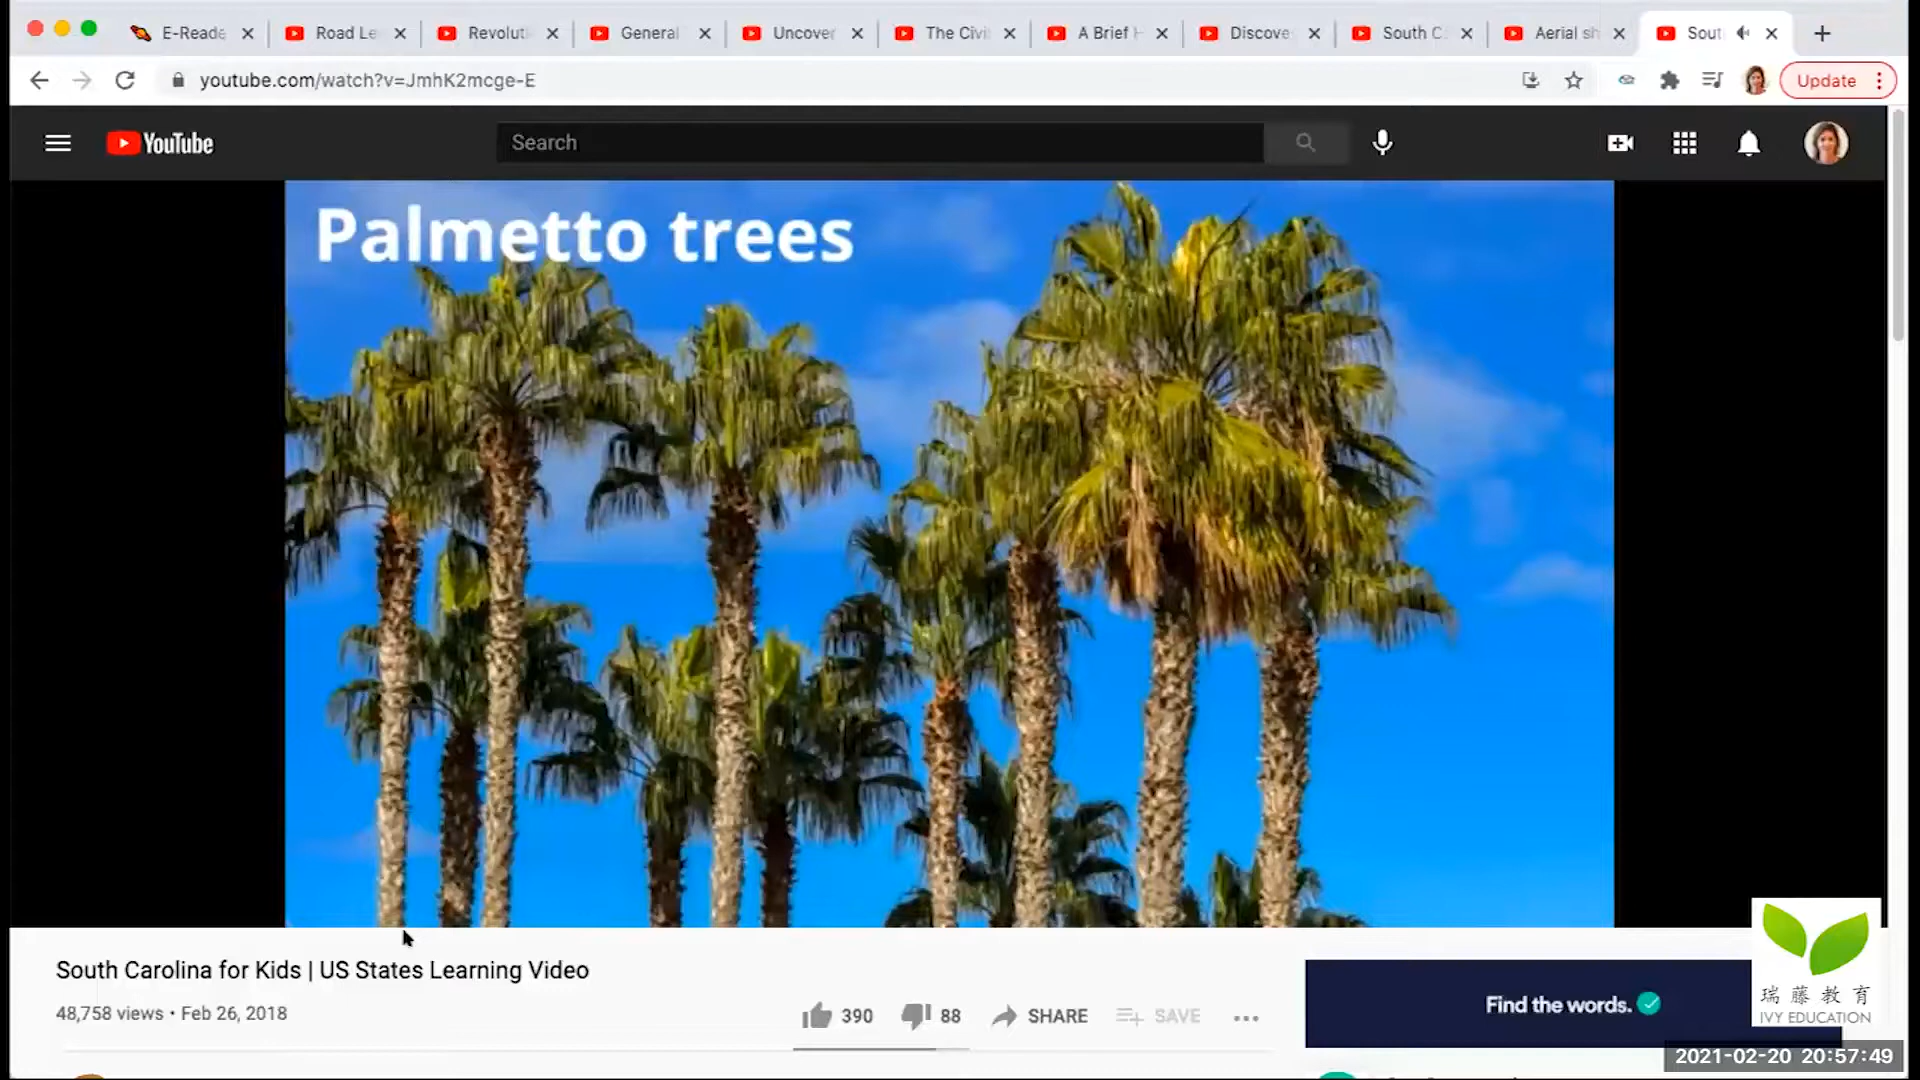 E-Reade
Road Le
Revoluti
General
Uncover
The Civi
A Brief H
Discove
South C
Aerial sh
Sout
youtube.com/watch?v=JmhK2mcge-E
Update
YouTube
Search
Palmetto trees
South Carolina for Kids | US States Learning Video
48,758 views • Feb 26, 2018
390
88
SHARE
SAVE
Find the words.
瑞藤教育
IVY EDUCATION
2021-02-20 20:57:49